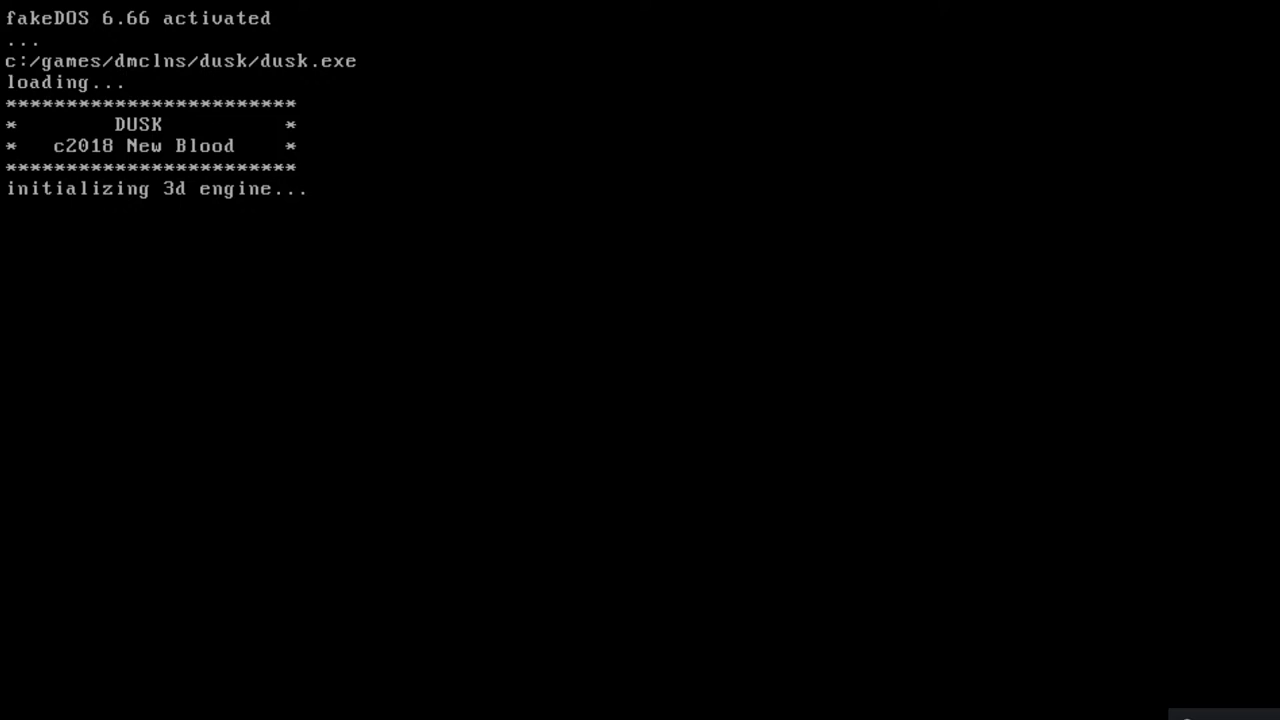 fakeDOS 6.66 activated
...
c:/games/dmclns/dusk/dusk.exe
loading...
************************
* DUSK *
* c2018 New Blood *
************************
initializing 3d engine...